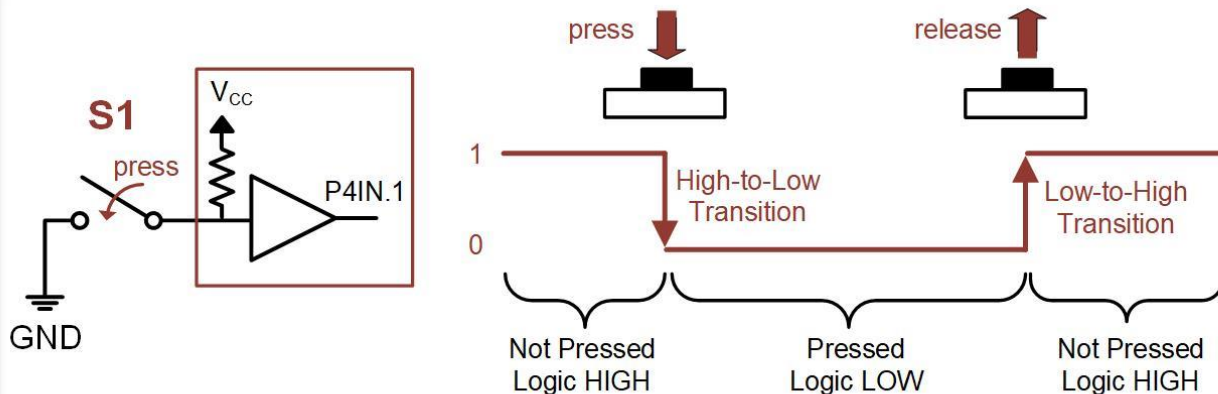 S1
press
V_CC
P4IN.1
GND
press
release
1
0
High-to-Low
Transition
Low-to-High
Transition
Not Pressed
Logic HIGH
Pressed
Logic LOW
Not Pressed
Logic HIGH